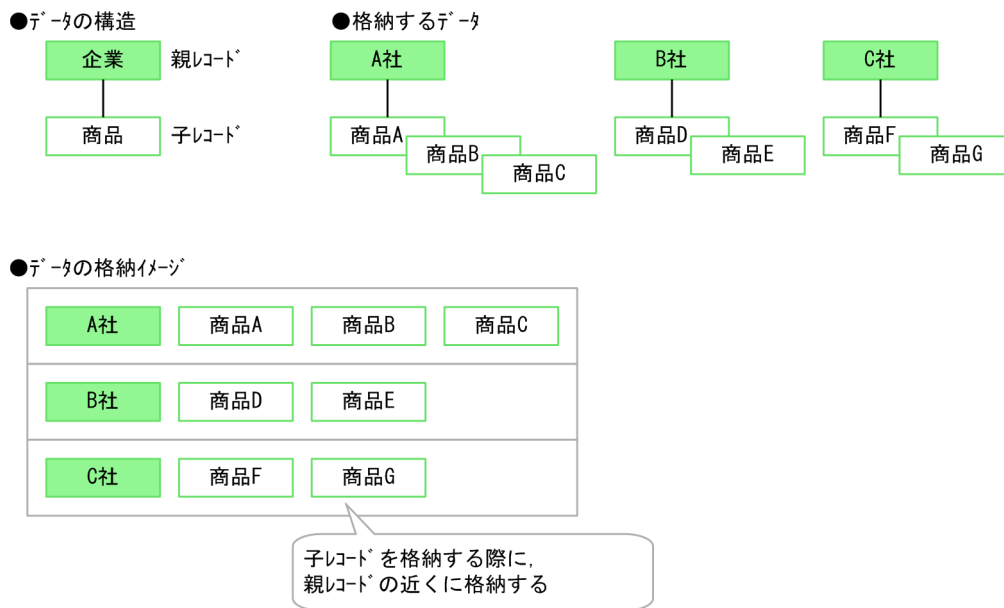 ●ﾃﾞｰﾀの構造
●格納するﾃﾞｰﾀ
企業 親ﾚｺｰﾄﾞ
A社
B社
C社
商品 子ﾚｺｰﾄﾞ
商品A
商品B
商品C
商品D
商品E
商品F
商品G
●ﾃﾞｰﾀの格納ｲﾒｰｼﾞ
A社 商品A 商品B 商品C
B社 商品D 商品E
C社 商品F 商品G
子ﾚｺｰﾄﾞを格納する際に,
親ﾚｺｰﾄﾞの近くに格納する